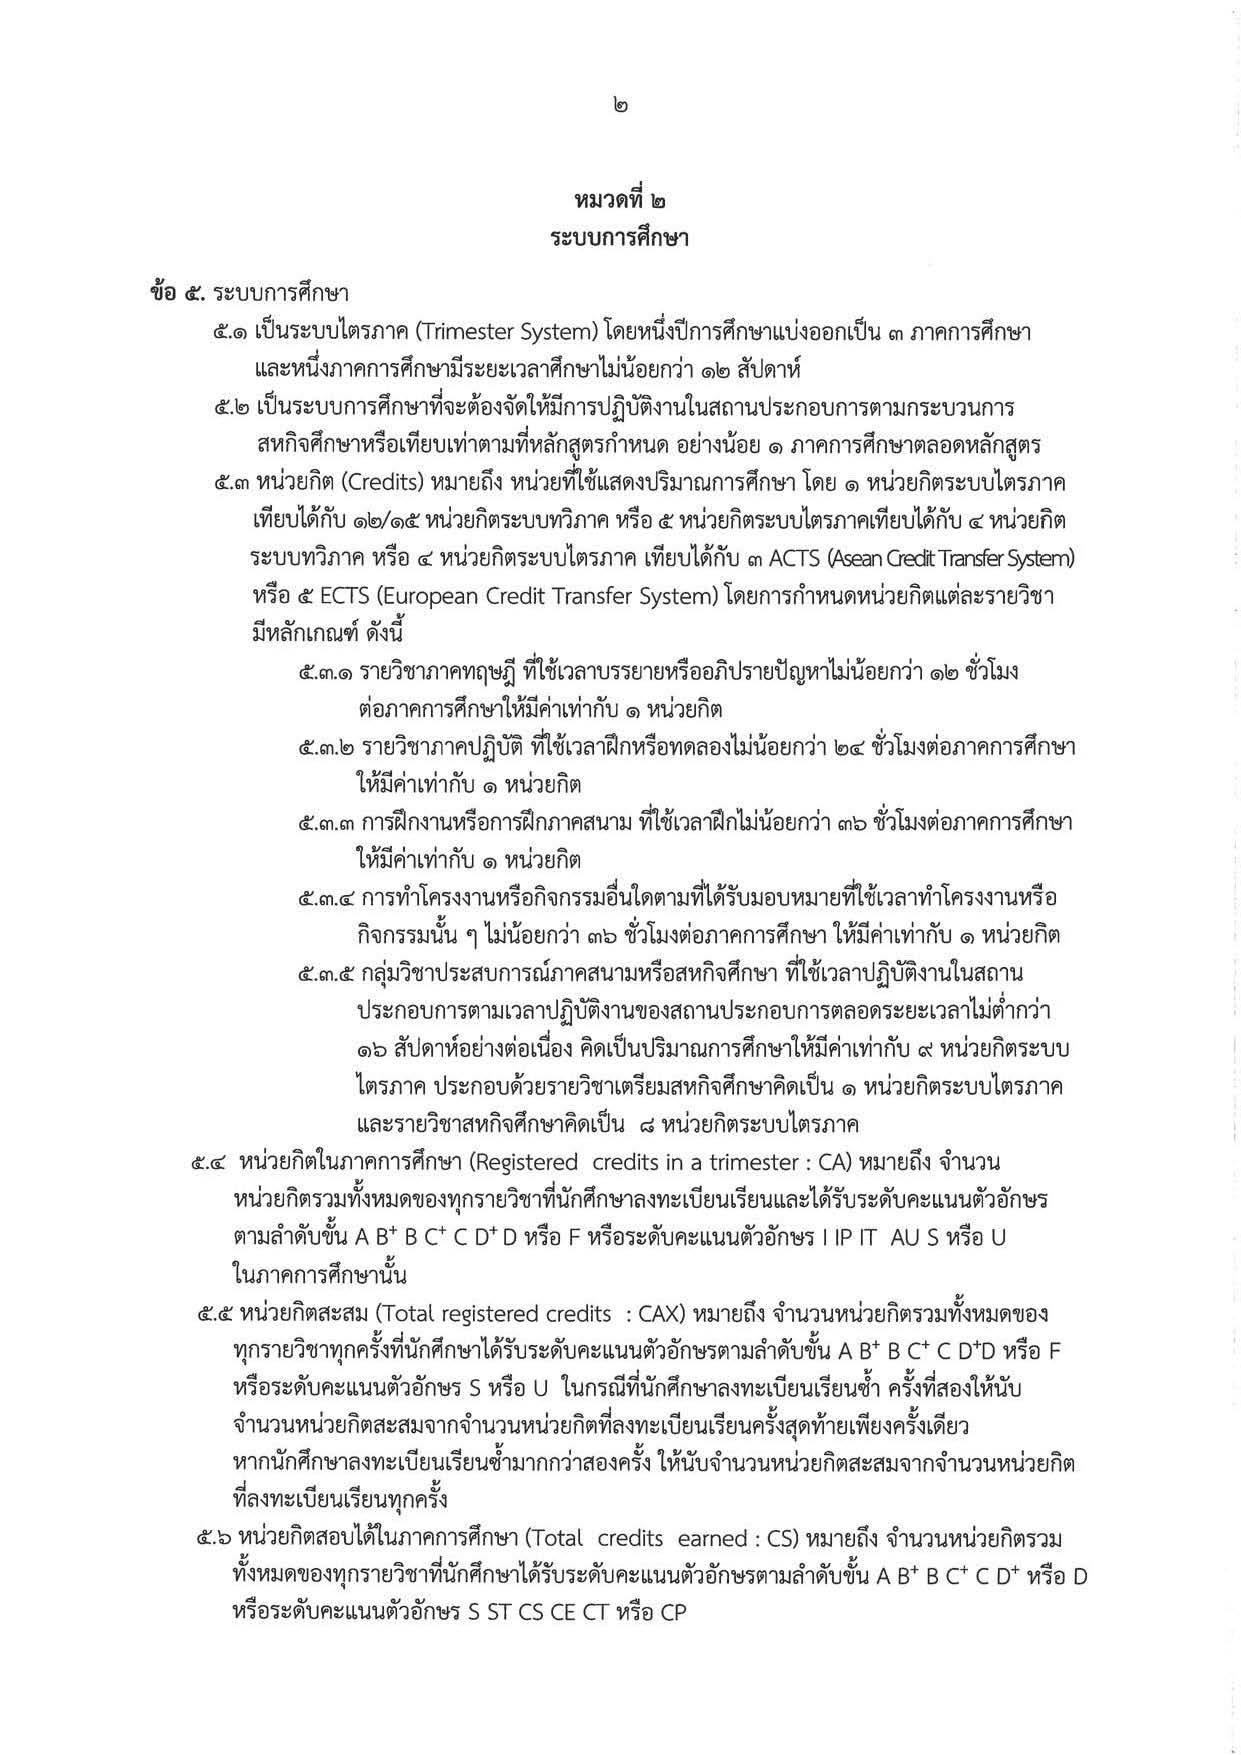 ๒
หมวดที่ ๒
ระบบการศึกษา
ข้อ ๕. ระบบการศึกษา
๕.๑ เป็นระบบไตรภาค (Trimester System) โดยหนึ่งปีการศึกษาแบ่งออกเป็น ๓ ภาคการศึกษา
และหนึ่งภาคการศึกษามีระยะเวลาศึกษาไม่น้อยกว่า ๑๒ สัปดาห์
๕.๒ เป็นระบบการศึกษาที่จะต้องจัดให้มีการปฏิบัติงานในสถานประกอบการตามกระบวนการ
สหกิจศึกษาหรือเทียบเท่าตามที่หลักสูตรกำหนด อย่างน้อย ๑ ภาคการศึกษาตลอดหลักสูตร
๕.๓ หน่วยกิต (Credits) หมายถึง หน่วยที่ใช้แสดงปริมาณการศึกษา โดย ๑ หน่วยกิตระบบไตรภาค
เทียบได้กับ ๑๒/๑๕ หน่วยกิตระบบทวิภาค หรือ ๕ หน่วยกิตระบบไตรภาคเทียบได้กับ ๔ หน่วยกิต
ระบบทวิภาค หรือ ๔ หน่วยกิตระบบไตรภาค เทียบได้กับ ๓ ACTS (Asean Credit Transfer System)
หรือ ๕ ECTS (European Credit Transfer System) โดยการกำหนดหน่วยกิตแต่ละรายวิชา
มีหลักเกณฑ์ ดังนี้
๕.๓.๑ รายวิชาภาคทฤษฎี ที่ใช้เวลาบรรยายหรืออภิปรายปัญหาไม่น้อยกว่า ๑๒ ชั่วโมง
ต่อภาคการศึกษาให้มีค่าเท่ากับ ๑ หน่วยกิต
๕.๓.๒ รายวิชาภาคปฏิบัติ ที่ใช้เวลาฝึกหรือทดลองไม่น้อยกว่า ๒๔ ชั่วโมงต่อภาคการศึกษา
ให้มีค่าเท่ากับ ๑ หน่วยกิต
๕.๓.๓ การฝึกงานหรือการฝึกภาคสนาม ที่ใช้เวลาฝึกไม่น้อยกว่า ๓๖ ชั่วโมงต่อภาคการศึกษา
ให้มีค่าเท่ากับ ๑ หน่วยกิต
๕.๓.๔ การทำโครงงานหรือกิจกรรมอื่นใดตามที่ได้รับมอบหมายที่ใช้เวลาทำโครงงานหรือ
กิจกรรมนั้น ๆ ไม่น้อยกว่า ๓๖ ชั่วโมงต่อภาคการศึกษา ให้มีค่าเท่ากับ ๑ หน่วยกิต
๕.๓.๕ กลุ่มวิชาประสบการณ์ภาคสนามหรือสหกิจศึกษา ที่ใช้เวลาปฏิบัติงานในสถาน
ประกอบการตามเวลาปฏิบัติงานของสถานประกอบการตลอดระยะเวลาไม่ต่ำกว่า
๑๖ สัปดาห์อย่างต่อเนื่อง คิดเป็นปริมาณการศึกษาให้มีค่าเท่ากับ ๙ หน่วยกิตระบบ
ไตรภาค ประกอบด้วยรายวิชาเตรียมสหกิจศึกษาคิดเป็น ๑ หน่วยกิตระบบไตรภาค
และรายวิชาสหกิจศึกษาคิดเป็น ๘ หน่วยกิตระบบไตรภาค
๕.๔ หน่วยกิตในภาคการศึกษา (Registered credits in a trimester : CA) หมายถึง จำนวน
หน่วยกิตรวมทั้งหมดของทุกรายวิชาที่นักศึกษาลงทะเบียนเรียนและได้รับระดับคะแนนตัวอักษร
ตามลำดับขั้น A B⁺ B C⁺ C D⁺ D หรือ F หรือระดับคะแนนตัวอักษร I IP IT AU S หรือ U
ในภาคการศึกษานั้น
๕.๕ หน่วยกิตสะสม (Total registered credits : CAX) หมายถึง จำนวนหน่วยกิตรวมทั้งหมดของ
ทุกรายวิชาทุกครั้งที่นักศึกษาได้รับระดับคะแนนตัวอักษรตามลำดับขั้น A B⁺ B C⁺ C D⁺D หรือ F
หรือระดับคะแนนตัวอักษร S หรือ U ในกรณีที่นักศึกษาลงทะเบียนเรียนซ้ำ ครั้งที่สองให้นับ
จำนวนหน่วยกิตสะสมจากจำนวนหน่วยกิตที่ลงทะเบียนเรียนครั้งสุดท้ายเพียงครั้งเดียว
หากนักศึกษาลงทะเบียนเรียนซ้ำมากกว่าสองครั้ง ให้นับจำนวนหน่วยกิตสะสมจากจำนวนหน่วยกิต
ที่ลงทะเบียนเรียนทุกครั้ง
๕.๖ หน่วยกิตสอบได้ในภาคการศึกษา (Total credits earned : CS) หมายถึง จำนวนหน่วยกิตรวม
ทั้งหมดของทุกรายวิชาที่นักศึกษาได้รับระดับคะแนนตัวอักษรตามลำดับขั้น A B⁺ B C⁺ C D⁺ หรือ D
หรือระดับคะแนนตัวอักษร S ST CS CE CT หรือ CP